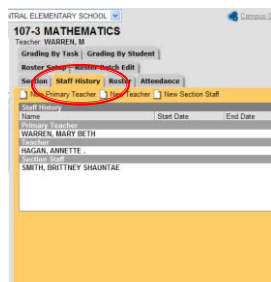 NTRAL ELEMENTARY SCHOOL
Campus
107-3 MATHEMATICS
Teacher WARREN, M
Grading By Task | Grading By Student |
Roster Setup | Roster Batch Edit |
Section | Staff History | Roster | Attendance |
New Primary Teacher New Teacher New Section Staff
Staff History
Name Start Date End Date
Primary Teacher
WARREN, MARY BETH
Teacher
HAGAN, ANNETTE .
Section Staff
SMITH, BRITTNEY SHAUNTAE